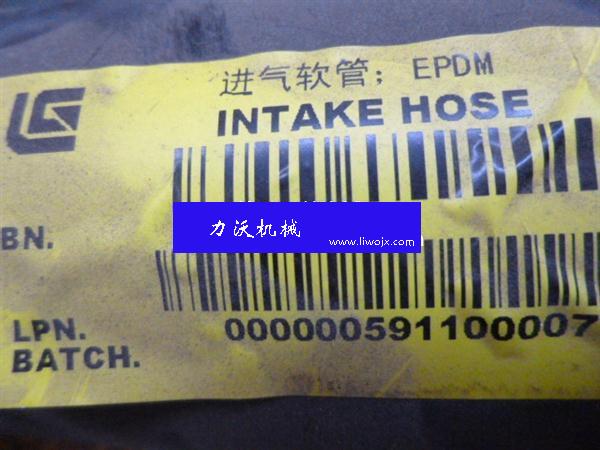 进气软管; EPDM
INTAKE HOSE
BN.
力沃机械
www.liwojx.com
LPN. 000000591100007
BATCH.